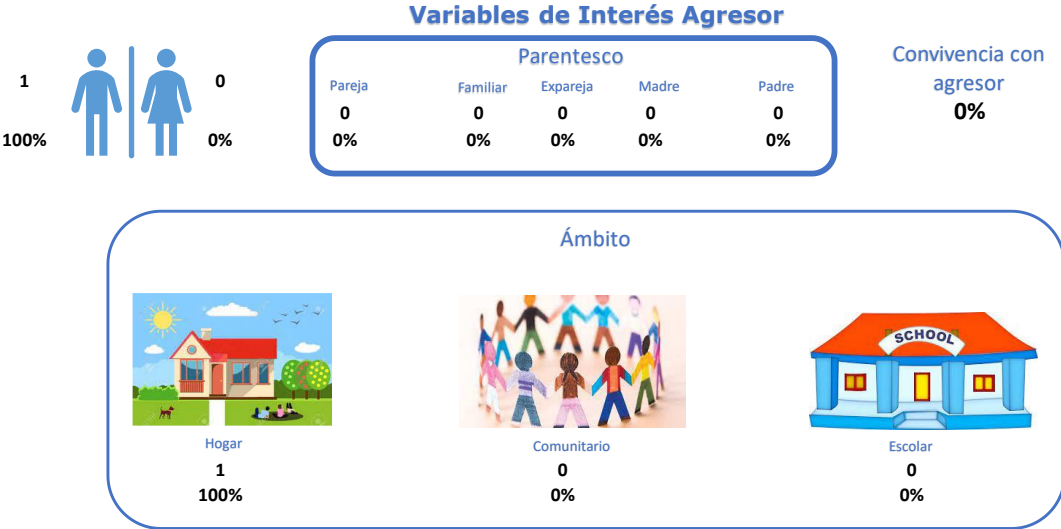 Variables de Interés Agresor
1 0
100% 0%
Parentesco
Pareja Familiar Expareja Madre Padre
0 0 0 0 0
0% 0% 0% 0% 0%
Convivencia con
agresor
0%
Ámbito
SCHOOL
Hogar Comunitario Escolar
1 0 0
100% 0% 0%